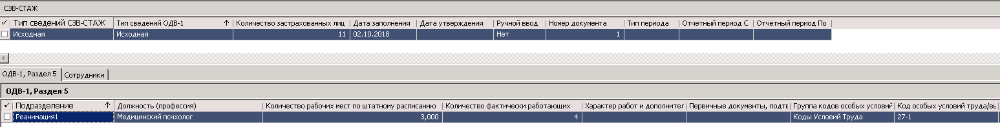 СЗВ-СТАЖ
✓ Тип сведений СЗВ-СТАЖ Тип сведений ОДВ-1 ↑ Количество застрахованных лиц Дата заполнения Дата утверждения Ручной ввод Номер документа Тип периода Отчетный период С Отчетный период По
Исходная Исходная 11 02.10.2018 Нет 1
ОДВ-1, Раздел 5 Сотрудники
ОДВ-1, Раздел 5
✓ Подразделение ↑ Должность (профессия) Количество рабочих мест по штатному расписанию Количество фактически работающих Характер работ и дополнител Первичные документы, подтв Группа кодов особых условий Код особых условий труда/вы
Реанимация1 Медицинский психолог 3,000 4 Коды Условий Труда 27-1